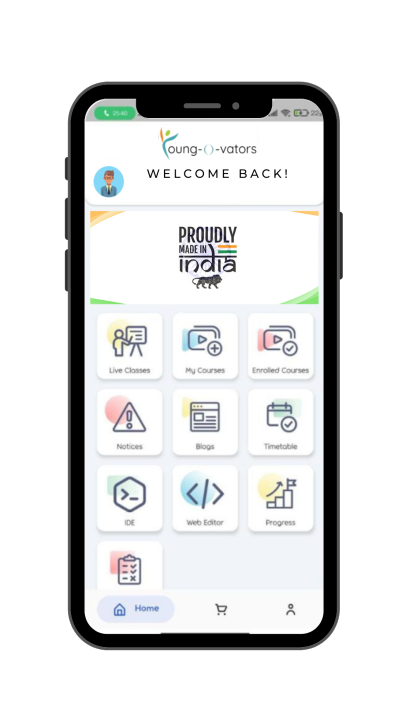 25:40
Young-()-vators
WELCOME BACK!
PROUDLY
MADE IN
india
Live Classes
My Courses
Enrolled Courses
Notices
Blogs
Timetable
IDE
Web Editor
Progress
Home